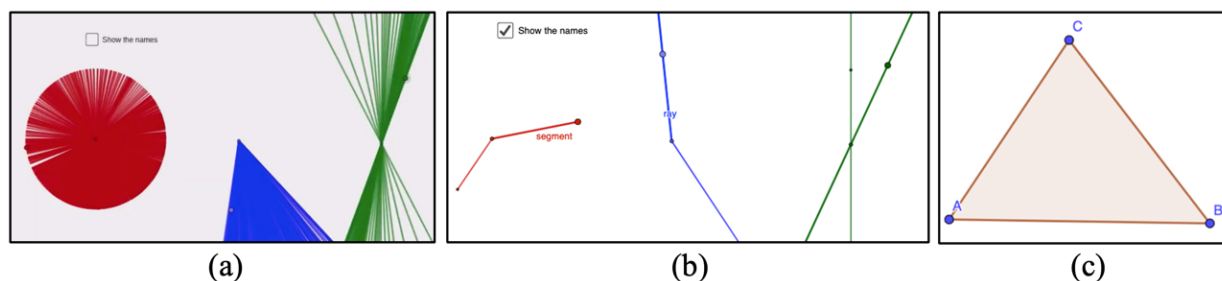 Show the names
Show the names
segment
ray
C
A
B
(a)
(b)
(c)